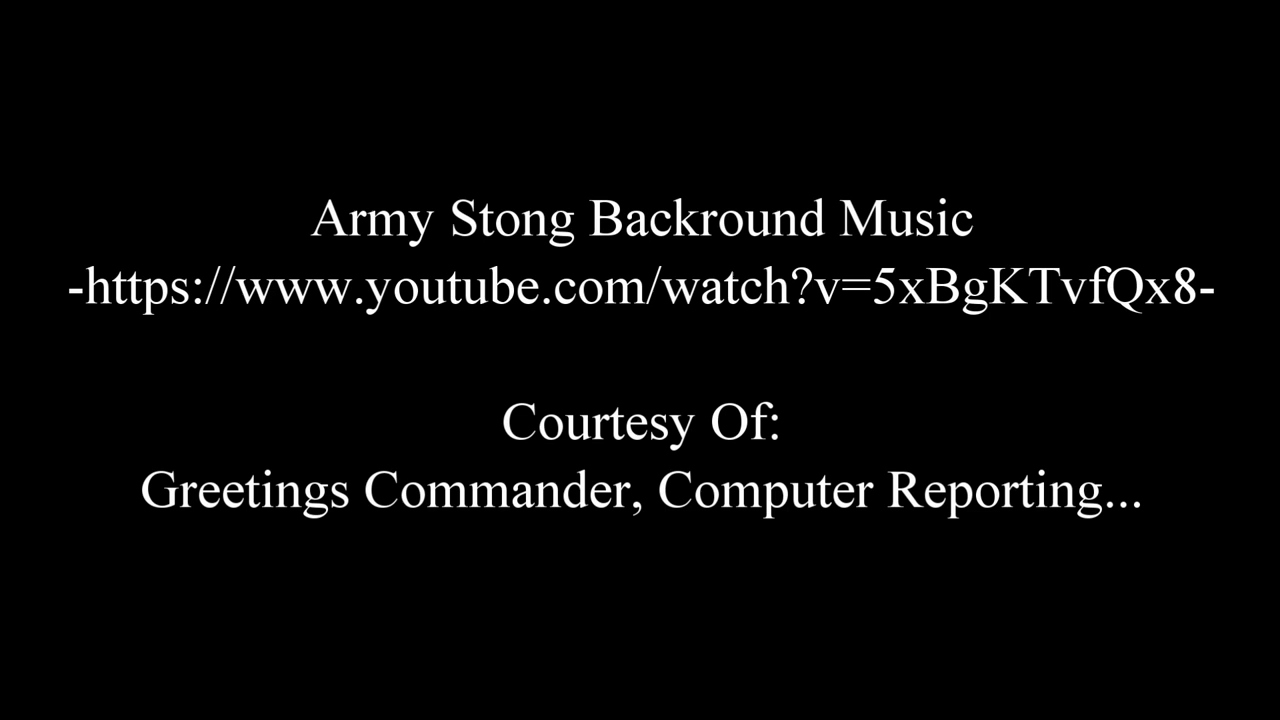 Army Stong Backround Music
-https://www.youtube.com/watch?v=5xBgKTvfQx8-
Courtesy Of:
Greetings Commander, Computer Reporting...